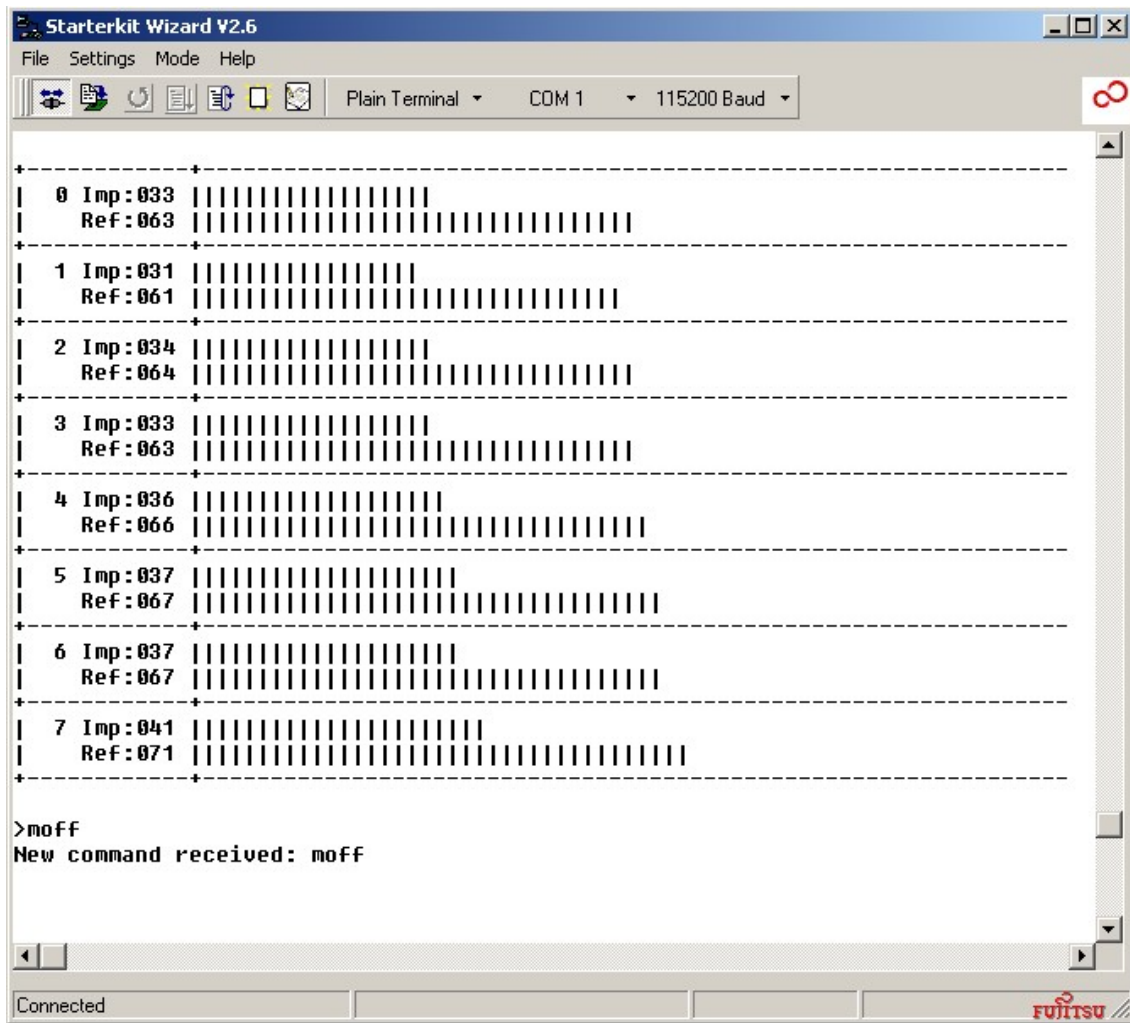 Starterkit Wizard V2.6
File Settings Mode Help
Plain Terminal COM 1 115200 Baud
+------------+---------------------------------------------------------------
| 0 Imp:033 ||||||||||||||||||
| Ref:063 |||||||||||||||||||||||||||||||||
+------------+---------------------------------------------------------------
| 1 Imp:031 |||||||||||||||||
| Ref:061 ||||||||||||||||||||||||||||||||
+------------+---------------------------------------------------------------
| 2 Imp:034 ||||||||||||||||||
| Ref:064 |||||||||||||||||||||||||||||||||
+------------+---------------------------------------------------------------
| 3 Imp:033 ||||||||||||||||||
| Ref:063 |||||||||||||||||||||||||||||||||
+------------+---------------------------------------------------------------
| 4 Imp:036 |||||||||||||||||||
| Ref:066 ||||||||||||||||||||||||||||||||||
+------------+---------------------------------------------------------------
| 5 Imp:037 ||||||||||||||||||||
| Ref:067 |||||||||||||||||||||||||||||||||||
+------------+---------------------------------------------------------------
| 6 Imp:037 ||||||||||||||||||||
| Ref:067 |||||||||||||||||||||||||||||||||||
+------------+---------------------------------------------------------------
| 7 Imp:041 ||||||||||||||||||||||
| Ref:071 |||||||||||||||||||||||||||||||||||||
+------------+---------------------------------------------------------------
>moff
New command received: moff
Connected
FUJITSU